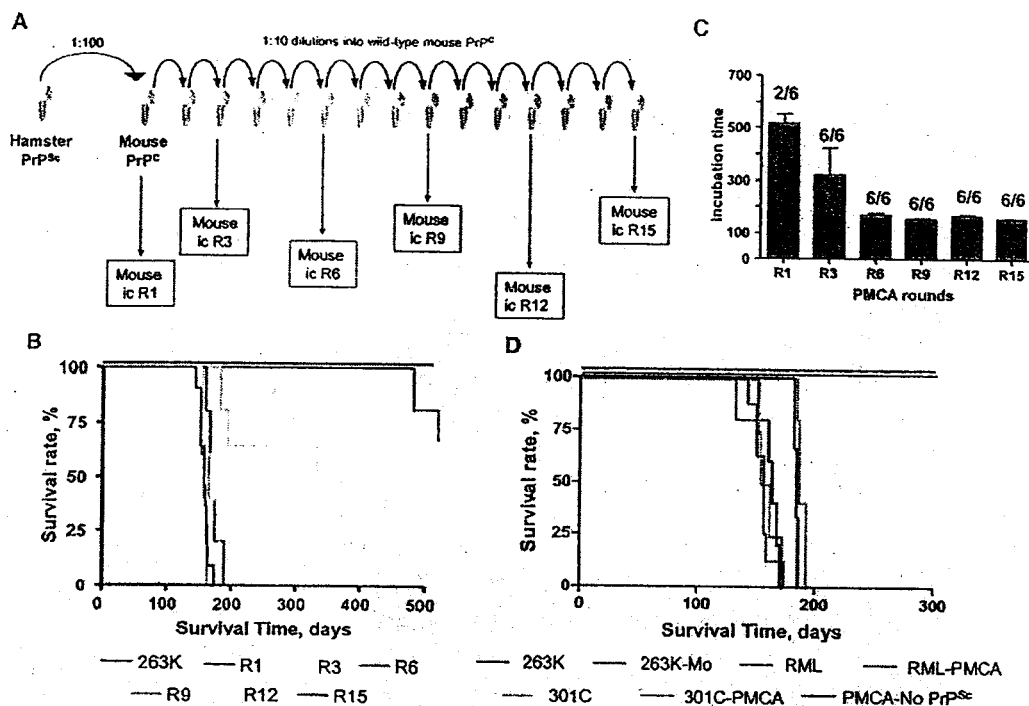 A
1:100
1:10 dilutions into wild-type mouse PrPᶜ
Hamster
PrPˢᶜ
Mouse
PrPᶜ
Mouse
ic R1
Mouse
ic R3
Mouse
ic R6
Mouse
ic R9
Mouse
ic R12
Mouse
ic R15
C
Incubation time
700
500
300
100
0
2/6
6/6
6/6
6/6
6/6
6/6
R1
R3
R6
R9
R12
R15
PMCA rounds
B
Survival rate, %
100
75
50
25
0
0
100
200
300
400
500
Survival Time, days
263K
R1
R3
R6
R9
R12
R15
D
Survival rate, %
100
75
50
25
0
0
100
200
300
Survival Time, days
263K
263K-Mo
RML
RML-PMCA
301C
301C-PMCA
PMCA-No PrPˢᶜ